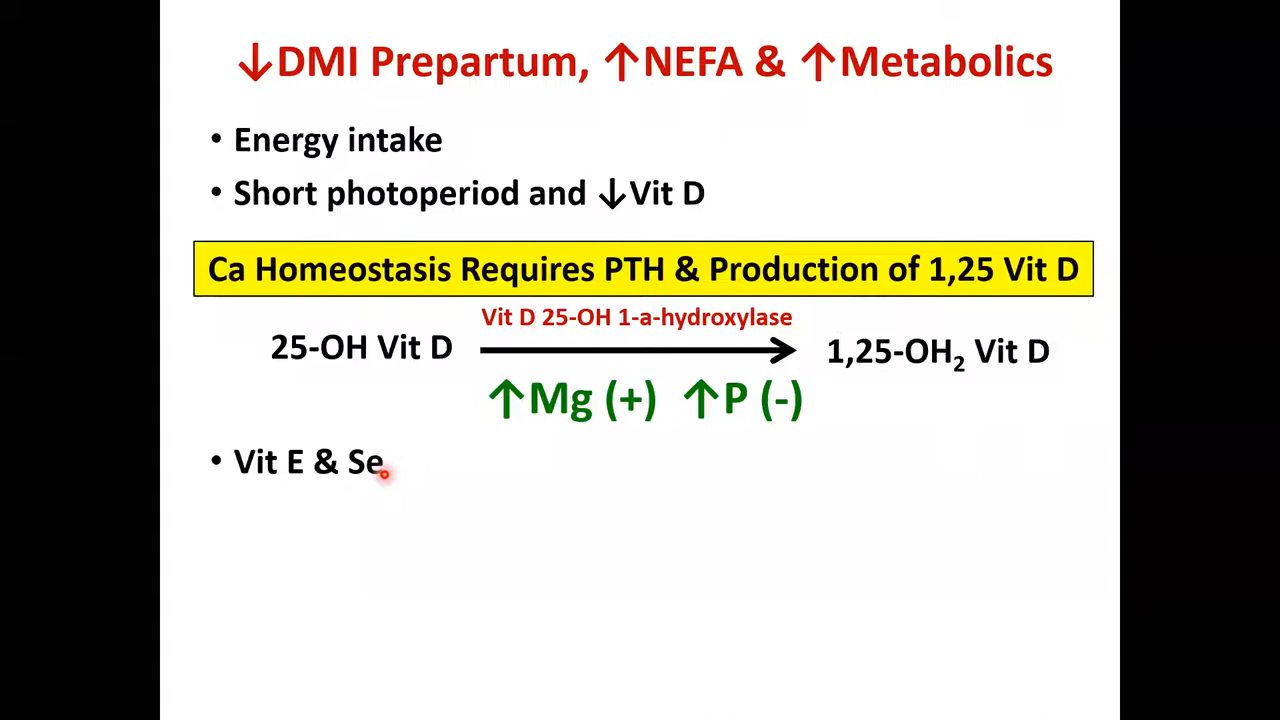 ↓DMI Prepartum, ↑NEFA & ↑Metabolics
• Energy intake
• Short photoperiod and ↓Vit D
Ca Homeostasis Requires PTH & Production of 1,25 Vit D
Vit D 25-OH 1-a-hydroxylase
25-OH Vit D 1,25-OH₂ Vit D
↑Mg (+) ↑P (-)
• Vit E & Se